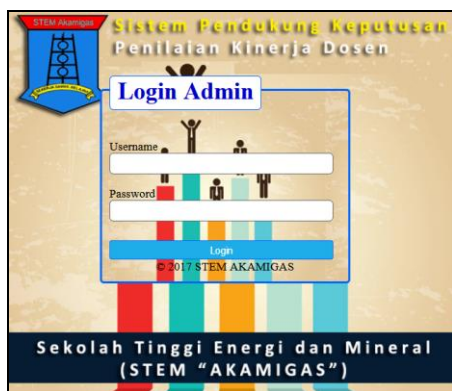 STEM Akamigas
Sistem Pendukung Keputusan
Penilaian Kinerja Dosen
Login Admin
Username
Password
Login
© 2017 STEM AKAMIGAS
Sekolah Tinggi Energi dan Mineral
(STEM "AKAMIGAS")